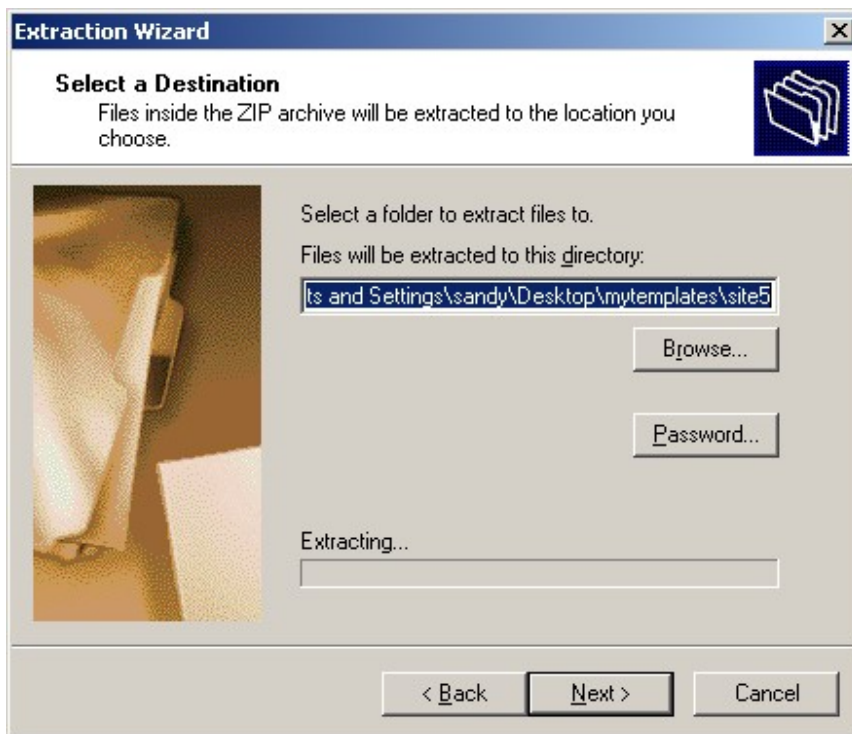 Extraction Wizard
Select a Destination
Files inside the ZIP archive will be extracted to the location you
choose.
Select a folder to extract files to.
Files will be extracted to this directory:
ts and Settings\sandy\Desktop\mytemplates\site5
Browse...
Password...
Extracting...
< Back Next > Cancel